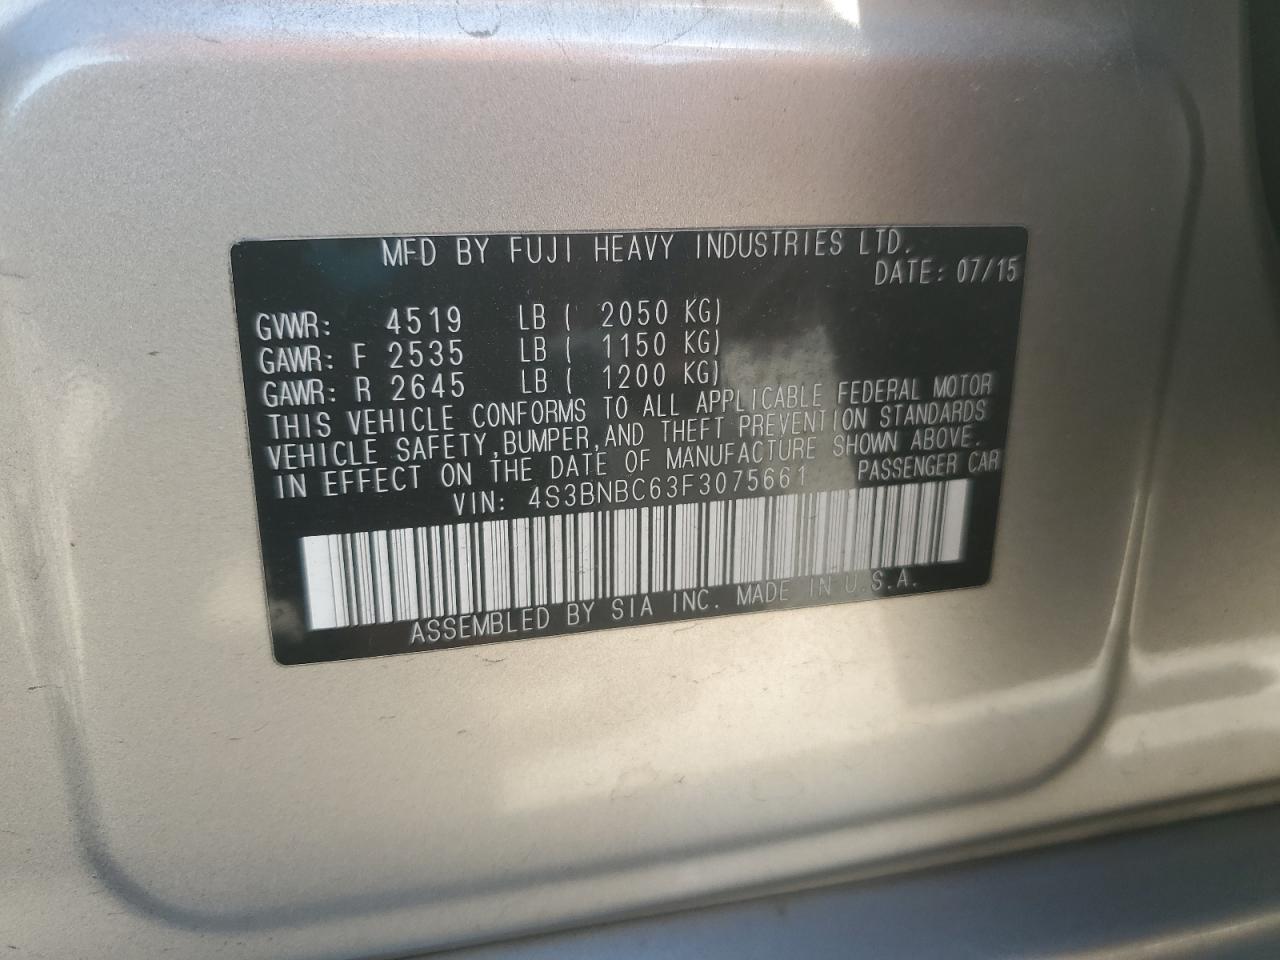 MFD BY FUJI HEAVY INDUSTRIES LTD.
DATE: 07/15
GVWR: 4519 LB ( 2050 KG)
GAWR: F 2535 LB ( 1150 KG)
GAWR: R 2645 LB ( 1200 KG)
THIS VEHICLE CONFORMS TO ALL APPLICABLE FEDERAL MOTOR
VEHICLE SAFETY,BUMPER,AND THEFT PREVENTION STANDARDS
IN EFFECT ON THE DATE OF MANUFACTURE SHOWN ABOVE.
VIN: 4S3BNBC63F3075661 PASSENGER CAR
ASSEMBLED BY SIA INC. MADE IN U.S.A.